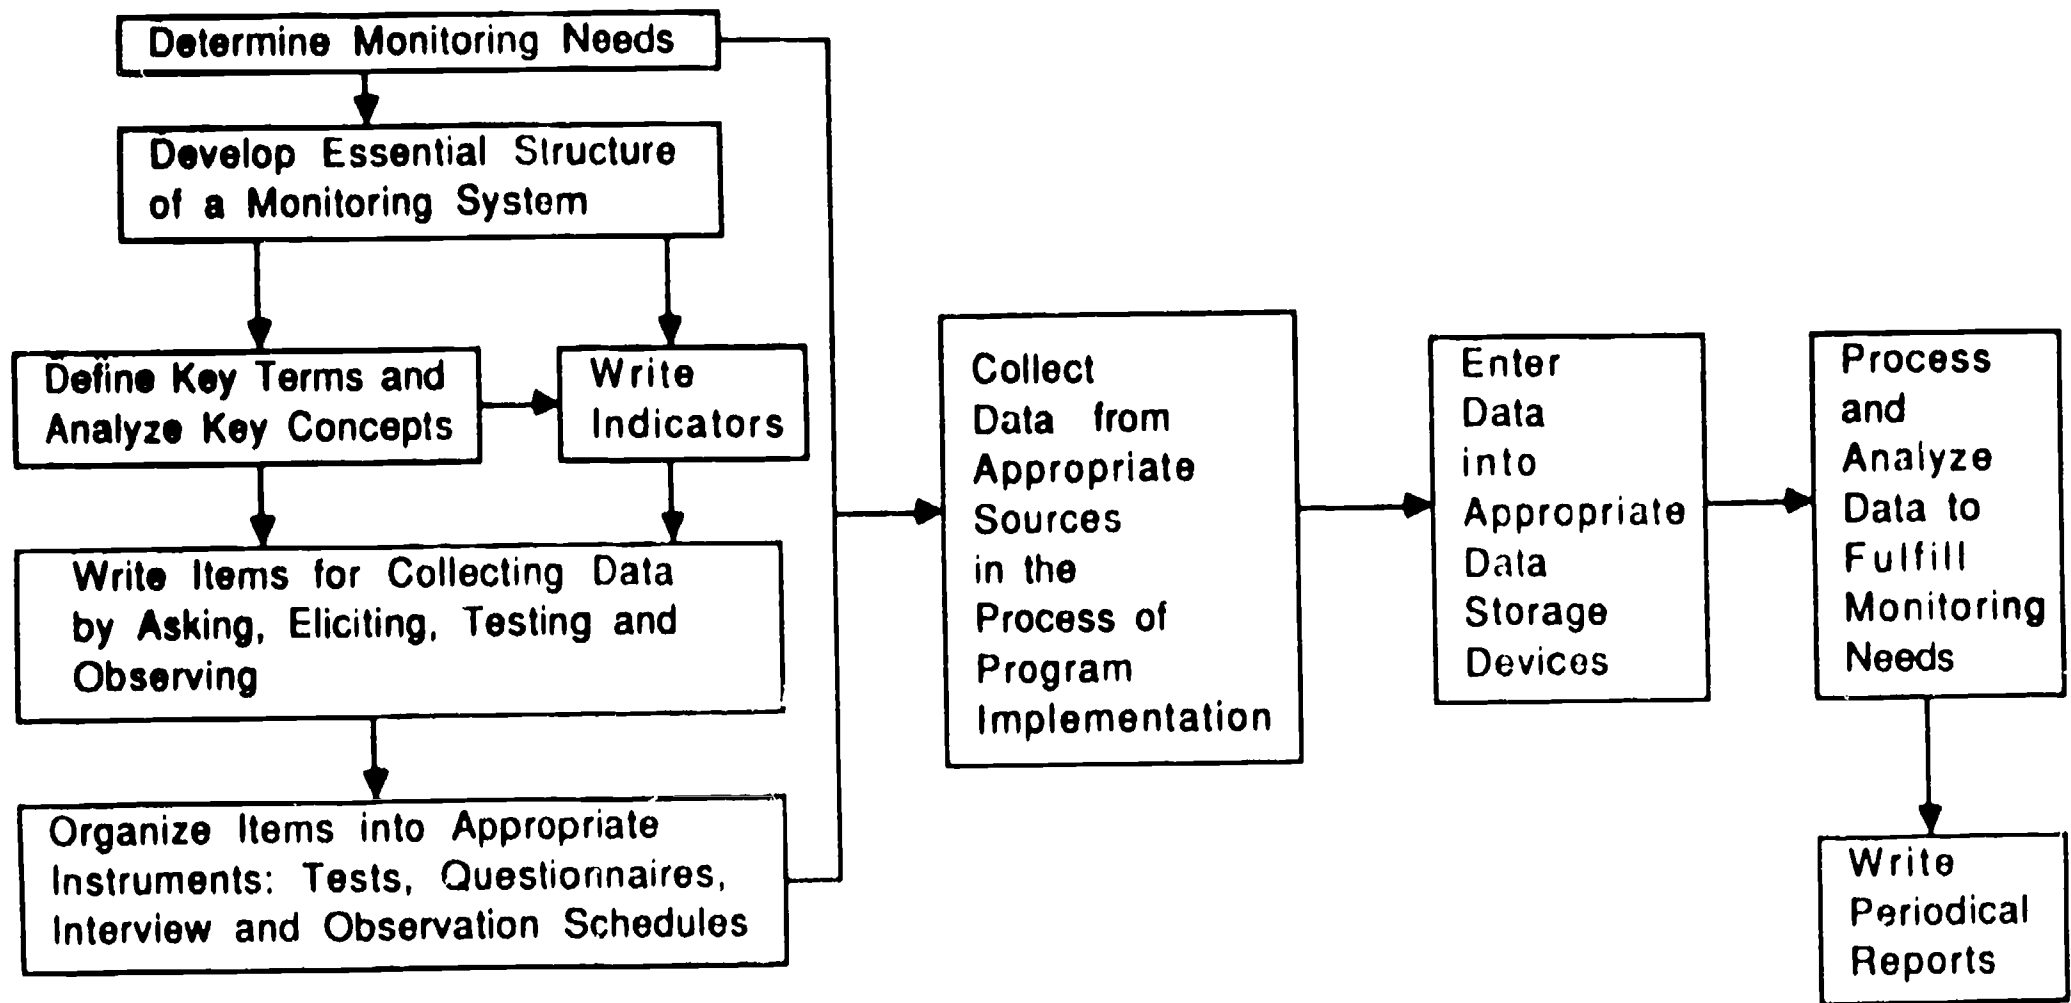 Determine Monitoring Needs
Develop Essential Structure
of a Monitoring System
Define Key Terms and
Analyze Key Concepts
Write
Indicators
Write Items for Collecting Data
by Asking, Eliciting, Testing and
Observing
Organize Items into Appropriate
Instruments: Tests, Questionnaires,
Interview and Observation Schedules
Collect
Data from
Appropriate
Sources
in the
Process of
Program
Implementation
Enter
Data
into
Appropriate
Data
Storage
Devices
Process
and
Analyze
Data to
Fulfill
Monitoring
Needs
Write
Periodical
Reports